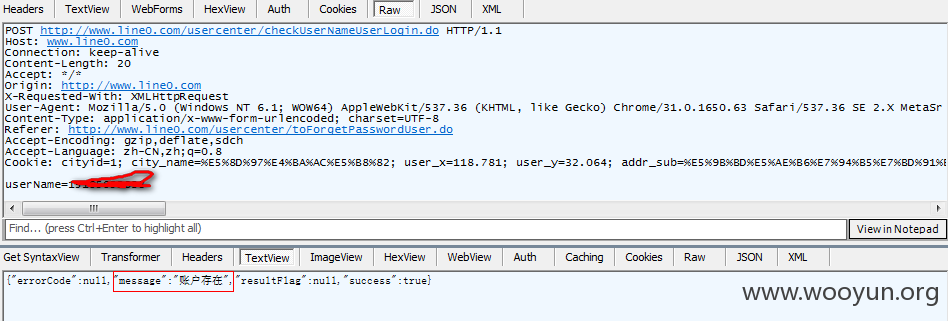 Headers TextView WebForms HexView Auth Cookies Raw JSON XML
POST http://www.line0.com/usercenter/checkUserNameUserLogin.do HTTP/1.1
Host: www.line0.com
Connection: keep-alive
Content-Length: 20
Accept: */*
Origin: http://www.line0.com
X-Requested-With: XMLHttpRequest
User-Agent: Mozilla/5.0 (Windows NT 6.1; WOW64) AppleWebKit/537.36 (KHTML, like Gecko) Chrome/31.0.1650.63 Safari/537.36 SE 2.X MetaSr
Content-Type: application/x-www-form-urlencoded; charset=UTF-8
Referer: http://www.line0.com/usercenter/toForgetPasswordUser.do
Accept-Encoding: gzip,deflate,sdch
Accept-Language: zh-CN,zh;q=0.8
Cookie: cityid=1; city_name=%E5%8D%97%E4%BA%AC%E5%B8%82; user_x=118.781; user_y=32.064; addr_sub=%E5%9B%BD%E5%AE%B6%E7%94%B5%E7%BD%91%E
userName=
Find... (press Ctrl+Enter to highlight all) View in Notepad
Get SyntaxView Transformer Headers TextView ImageView HexView WebView Auth Caching Cookies Raw JSON XML
{"errorCode":null,"message":"账户存在","resultFlag":null,"success":true}
www.wooyun.org